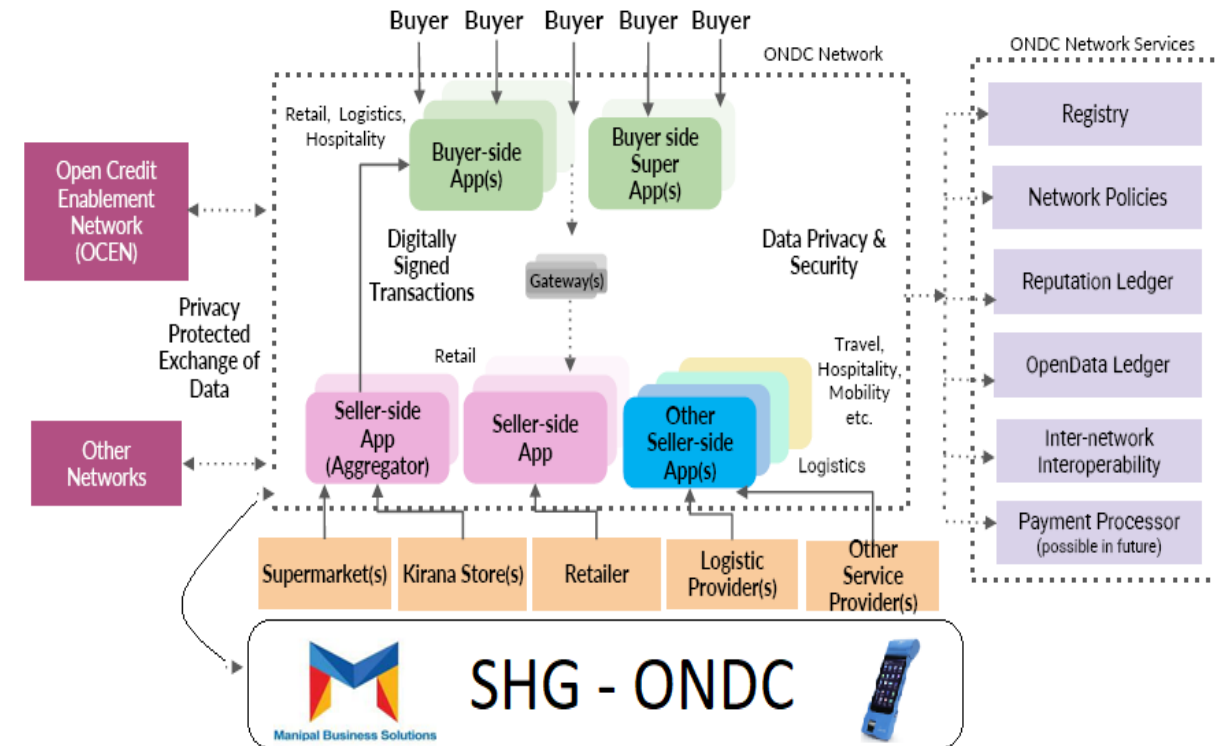 Buyer Buyer Buyer Buyer Buyer
ONDC Network
ONDC Network Services
Retail, Logistics,
Hospitality
Buyer-side
App(s)
Buyer side
Super
App(s)
Open Credit
Enablement
Network
(OCEN)
Digitally
Signed
Transactions
Gateway(s)
Data Privacy &
Security
Privacy
Protected
Exchange of
Data
Retail
Travel,
Hospitality,
Mobility
etc.
Seller-side
App
(Aggregator)
Seller-side
App
Other
Seller-side
App(s)
Logistics
Other
Networks
Supermarket(s)
Kirana Store(s)
Retailer
Logistic
Provider(s)
Other
Service
Provider(s)
Registry
Network Policies
Reputation Ledger
OpenData Ledger
Inter-network
Interoperability
Payment Processor
(possible in future)
Manipal Business Solutions
SHG - ONDC